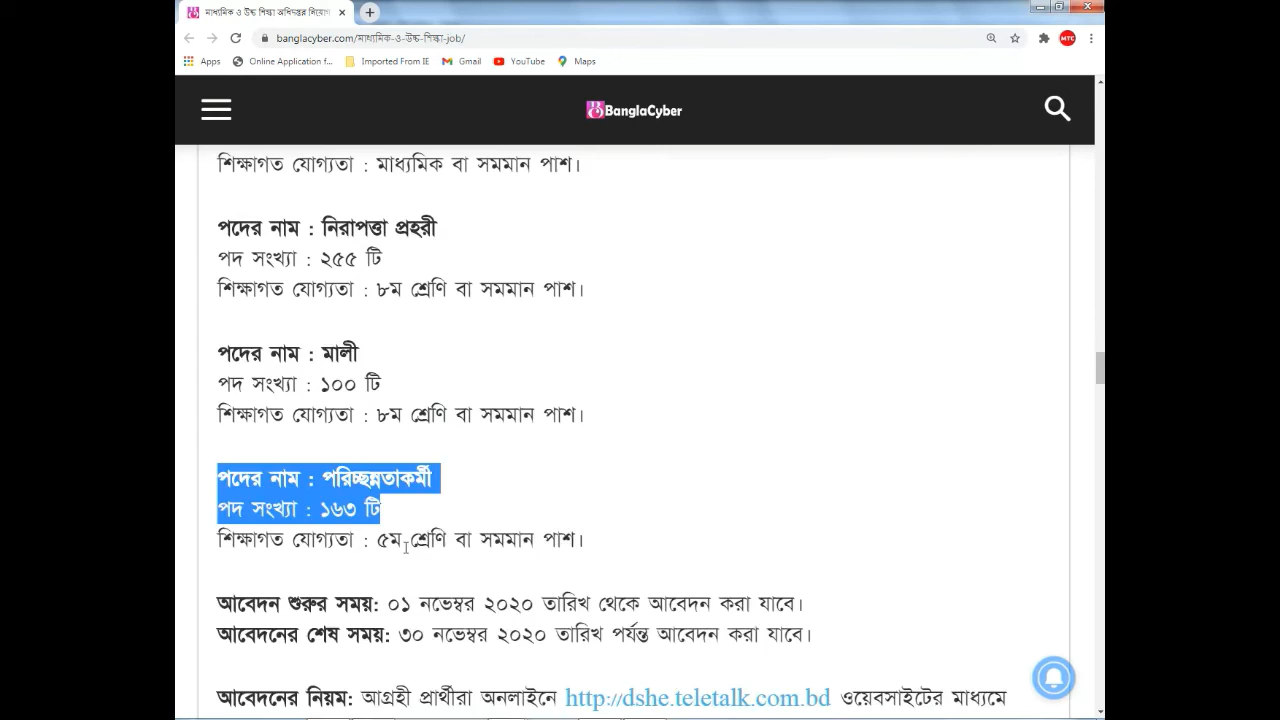 মাধ্যমিক ও উচ্চ শিক্ষা অধিদপ্তর নিয়োগ
banglacyber.com/মাধ্যমিক-ও-উচ্চ-শিক্ষা-job/
MTC
Apps Online Application f... Imported From IE Gmail YouTube Maps
BanglaCyber
শিক্ষাগত যোগ্যতা : মাধ্যমিক বা সমমান পাশ।
পদের নাম : নিরাপত্তা প্রহরী
পদ সংখ্যা : ২৫৫ টি
শিক্ষাগত যোগ্যতা : ৮ম শ্রেণি বা সমমান পাশ।
পদের নাম : মালী
পদ সংখ্যা : ১০০ টি
শিক্ষাগত যোগ্যতা : ৮ম শ্রেণি বা সমমান পাশ।
পদের নাম : পরিচ্ছন্নতাকর্মী
পদ সংখ্যা : ১৬৩ টি
শিক্ষাগত যোগ্যতা : ৫ম শ্রেণি বা সমমান পাশ।
আবেদন শুরুর সময়: ০১ নভেম্বর ২০২০ তারিখ থেকে আবেদন করা যাবে।
আবেদনের শেষ সময়: ৩০ নভেম্বর ২০২০ তারিখ পর্যন্ত আবেদন করা যাবে।
আবেদনের নিয়ম: আগ্রহী প্রার্থীরা অনলাইনে http://dshe.teletalk.com.bd ওয়েবসাইটের মাধ্যমে